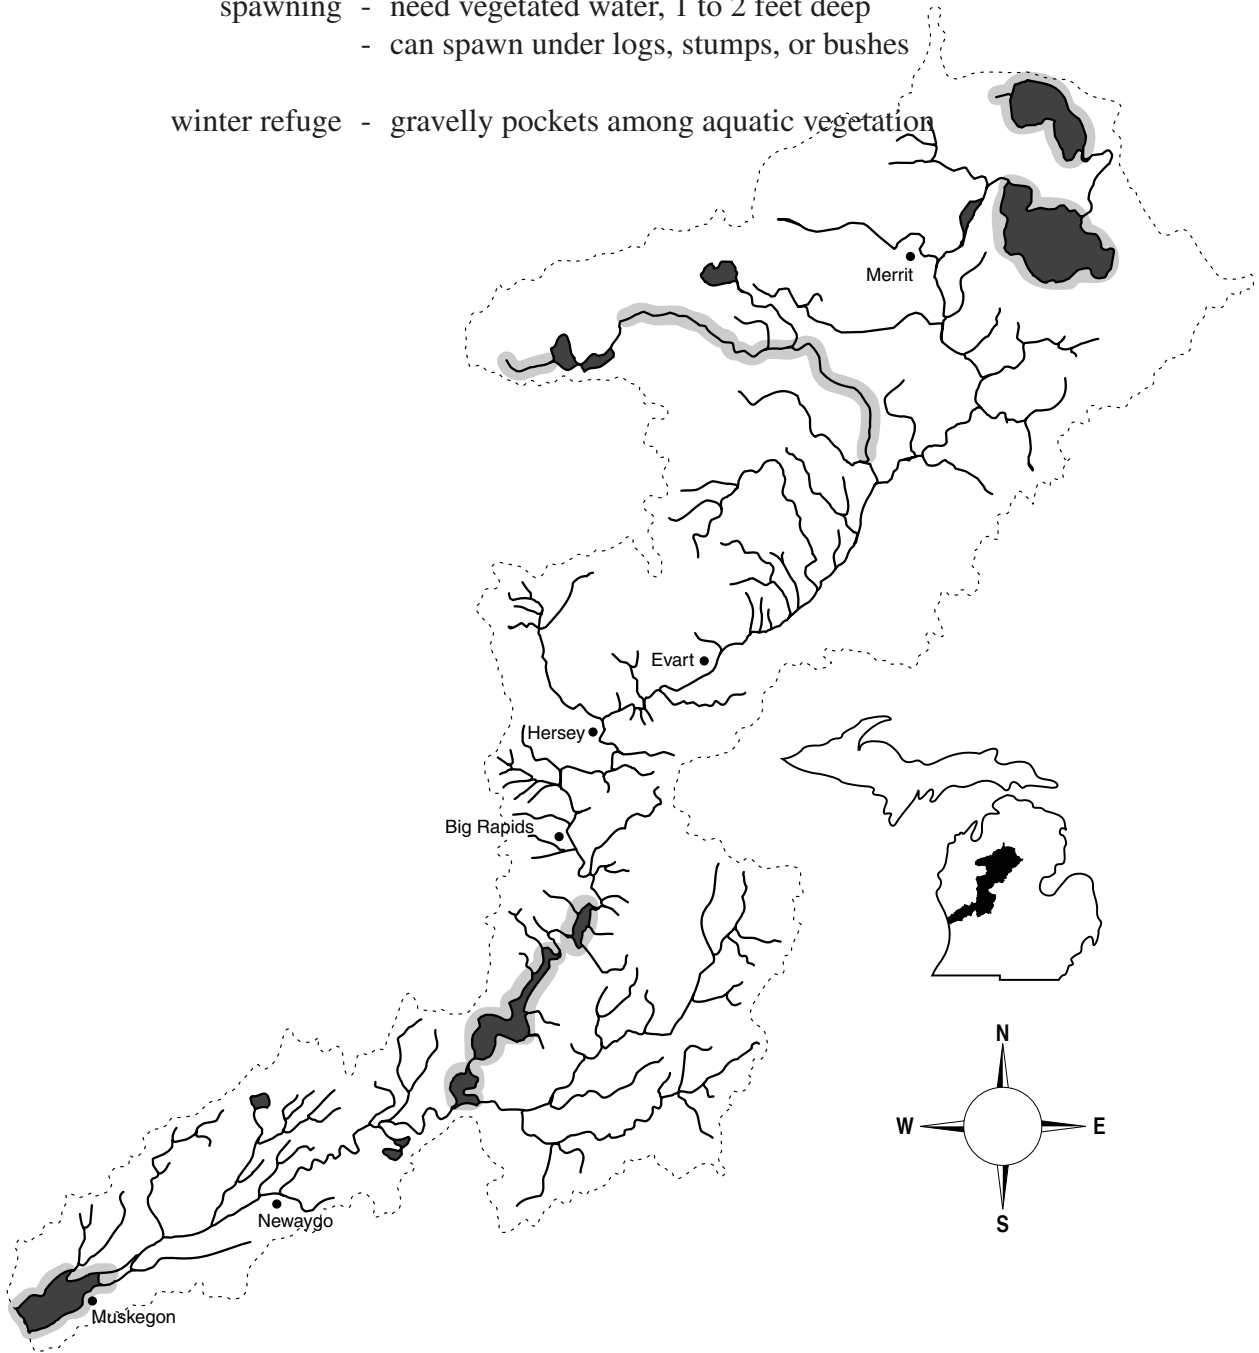 spawning - need vegetated water, 1 to 2 feet deep
- can spawn under logs, stumps, or bushes
winter refuge - gravelly pockets among aquatic vegetation
Merrit
Evart
Hersey
Big Rapids
Newaygo
Muskegon
N
W
E
S